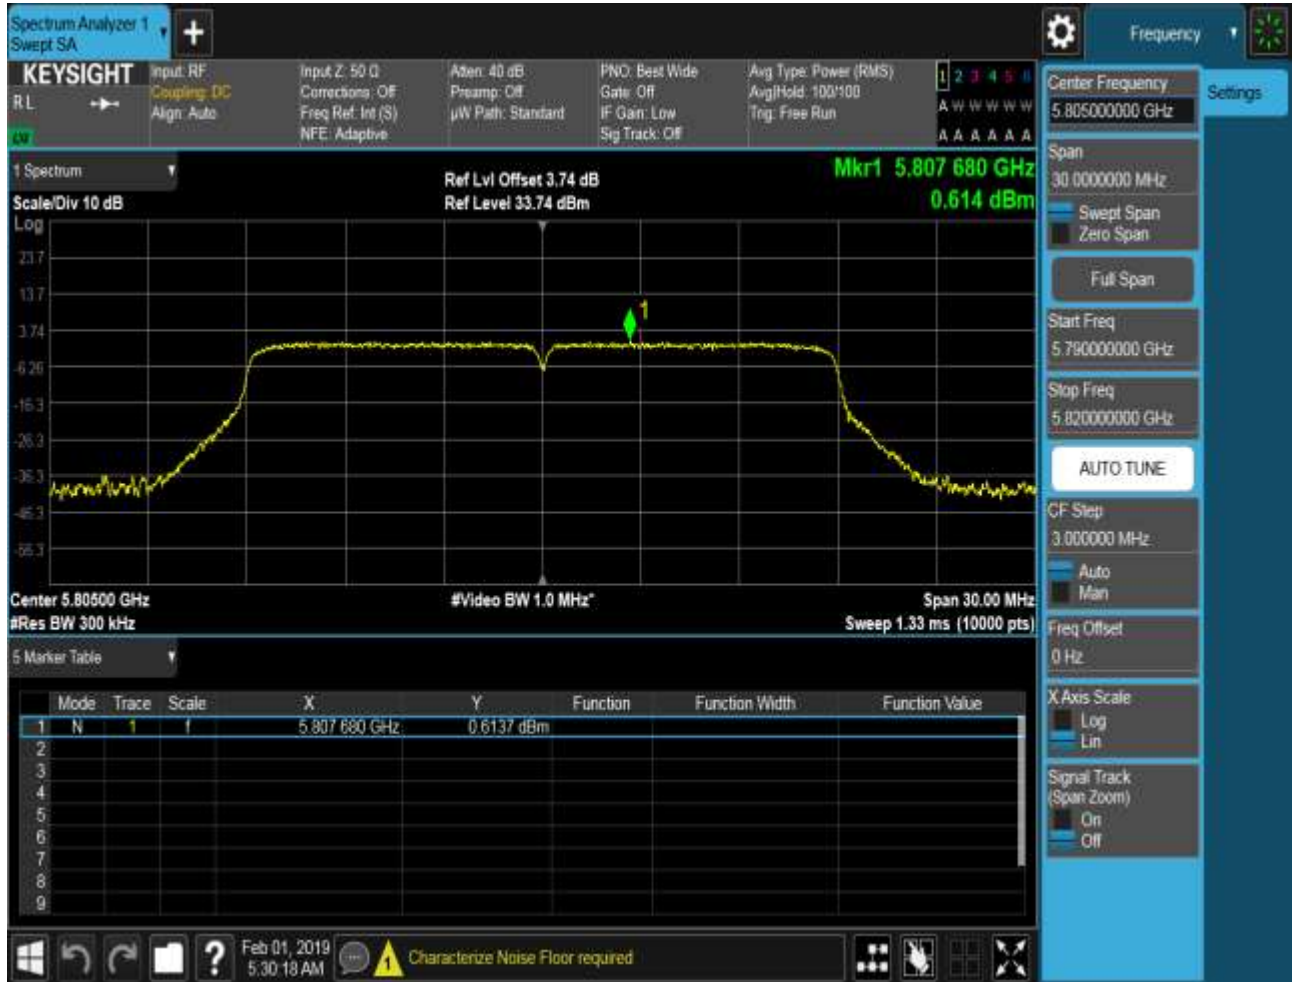 Spectrum Analyzer 1
Swept SA
+
Frequency
KEYSIGHT
RL
Input: RF
Coupling: DC
Align: Auto
Input Z: 50 Ω
Corrections: Off
Freq Ref: Int (S)
NFE: Adaptive
Atten: 40 dB
Preamp: Off
µW Path: Standard
PNO: Best Wide
Gate: Off
IF Gain: Low
Sig Track: Off
Avg Type: Power (RMS)
Avg|Hold: 100/100
Trig: Free Run
1 2 3 4 5 6
A W W W W W
A A A A A A
1 Spectrum
Scale/Div 10 dB
Ref Lvl Offset 3.74 dB
Ref Level 33.74 dBm
Mkr1 5.807 680 GHz
0.614 dBm
Log
23.7
13.7
3.74
-6.26
-16.3
-26.3
-36.3
-46.3
-56.3
1
Center 5.80500 GHz
#Res BW 300 kHz
#Video BW 1.0 MHz*
Span 30.00 MHz
Sweep 1.33 ms (10000 pts)
5 Marker Table
Mode Trace Scale X Y Function Function Width Function Value
1 N 1 f 5.807 680 GHz 0.6137 dBm
2
3
4
5
6
7
8
9
Center Frequency
5.805000000 GHz
Settings
Span
30.0000000 MHz
Swept Span
Zero Span
Full Span
Start Freq
5.790000000 GHz
Stop Freq
5.820000000 GHz
AUTO TUNE
CF Step
3.000000 MHz
Auto
Man
Freq Offset
0 Hz
X Axis Scale
Log
Lin
Signal Track
(Span Zoom)
On
Off
?
Feb 01, 2019
5:30:18 AM
1
Characterize Noise Floor required